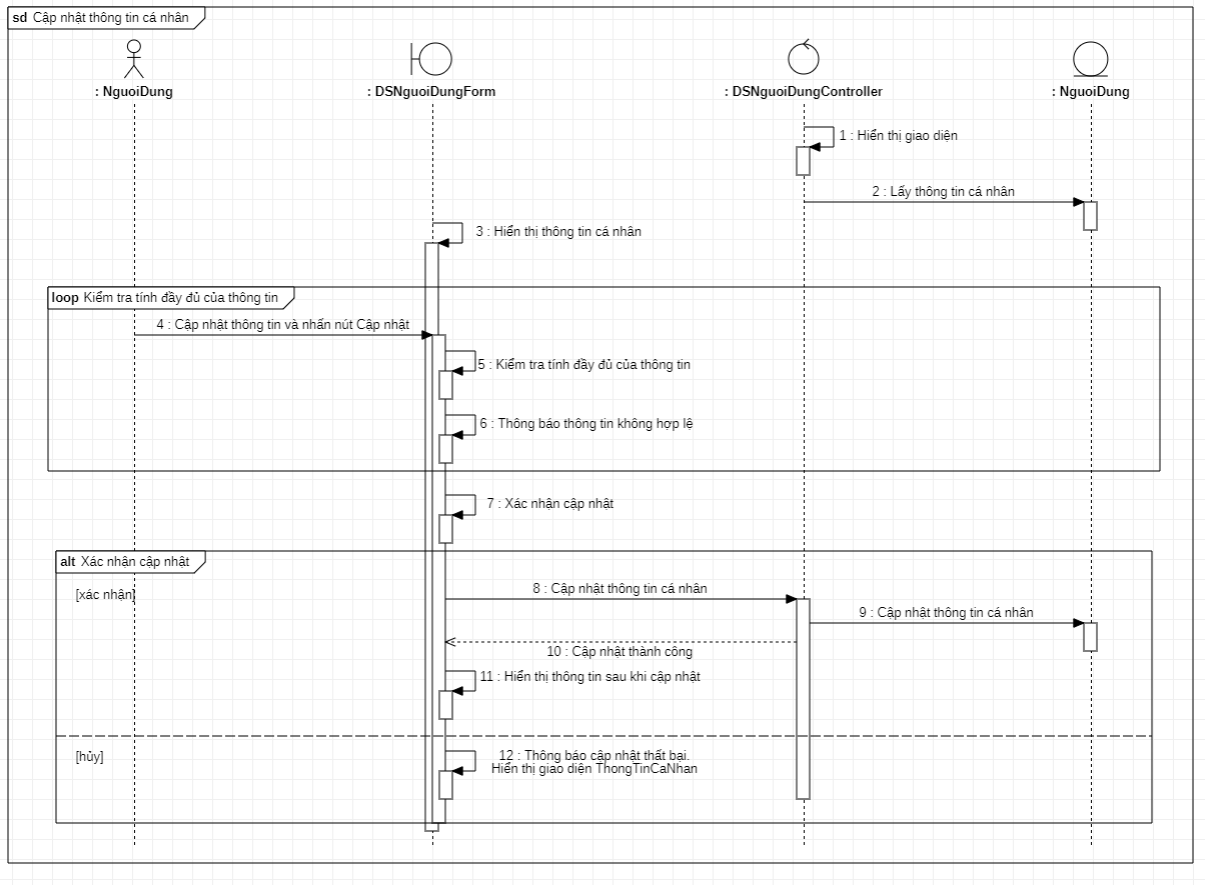 sd Cập nhật thông tin cá nhân
: NguoiDung
: DSNguoiDungForm
: DSNguoiDungController
: NguoiDung
1 : Hiển thị giao diện
2 : Lấy thông tin cá nhân
3 : Hiển thị thông tin cá nhân
loop Kiểm tra tính đầy đủ của thông tin
4 : Cập nhật thông tin và nhấn nút Cập nhật
5 : Kiểm tra tính đầy đủ của thông tin
6 : Thông báo thông tin không hợp lệ
7 : Xác nhận cập nhật
alt Xác nhận cập nhật
[xác nhận]
8 : Cập nhật thông tin cá nhân
9 : Cập nhật thông tin cá nhân
10 : Cập nhật thành công
11 : Hiển thị thông tin sau khi cập nhật
[hủy]
12 : Thông báo cập nhật thất bại.
Hiển thị giao diện ThongTinCaNhan